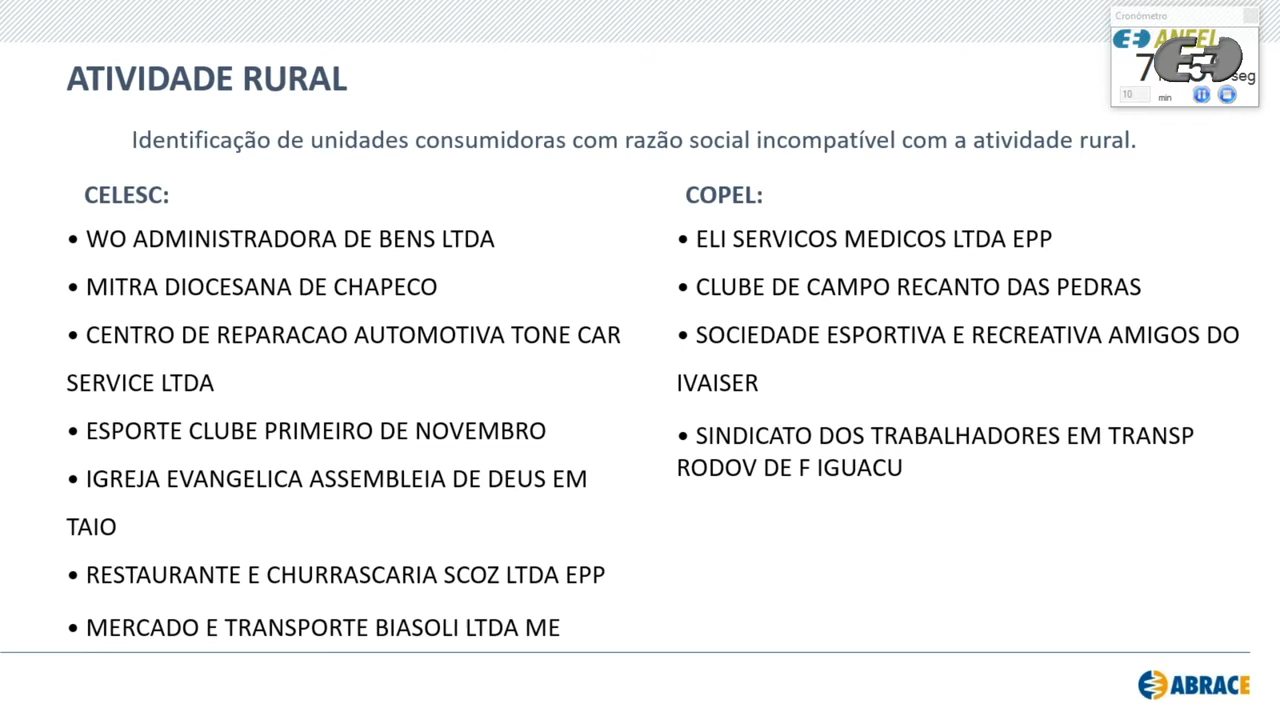 Cronômetro
ANEEL
7
seg
10
min
ATIVIDADE RURAL
Identificação de unidades consumidoras com razão social incompatível com a atividade rural.
CELESC:
• WO ADMINISTRADORA DE BENS LTDA
• MITRA DIOCESANA DE CHAPECO
• CENTRO DE REPARACAO AUTOMOTIVA TONE CAR
SERVICE LTDA
• ESPORTE CLUBE PRIMEIRO DE NOVEMBRO
• IGREJA EVANGELICA ASSEMBLEIA DE DEUS EM
TAIO
• RESTAURANTE E CHURRASCARIA SCOZ LTDA EPP
• MERCADO E TRANSPORTE BIASOLI LTDA ME
COPEL:
• ELI SERVICOS MEDICOS LTDA EPP
• CLUBE DE CAMPO RECANTO DAS PEDRAS
• SOCIEDADE ESPORTIVA E RECREATIVA AMIGOS DO
IVAISER
• SINDICATO DOS TRABALHADORES EM TRANSP
RODOV DE F IGUACU
ABRACE